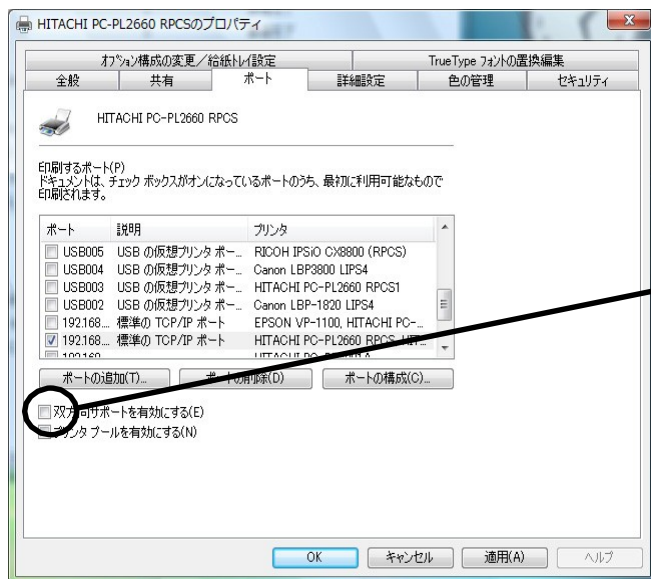 HITACHI PC-PL2660 RPCSのプロパティ
オプション構成の変更／給紙トレイ設定 TrueType フォントの置換編集
全般 共有 ポート 詳細設定 色の管理 セキュリティ
HITACHI PC-PL2660 RPCS
印刷するポート(P)
ドキュメントは、チェック ボックスがオンになっているポートのうち、最初に利用可能なもので
印刷されます。
ポート 説明 プリンタ
USB005 USB の仮想プリンタ ポー... RICOH IPSiO CX8800 (RPCS)
USB004 USB の仮想プリンタ ポー... Canon LBP3800 LIPS4
USB003 USB の仮想プリンタ ポー... HITACHI PC-PL2660 RPCS1
USB002 USB の仮想プリンタ ポー... Canon LBP-1820 LIPS4
192.168.... 標準の TCP/IP ポート EPSON VP-1100, HITACHI PC-...
192.168.... 標準の TCP/IP ポート HITACHI PC-PL2660 RPCS, HIT...
ポートの追加(T)... ポートの削除(D) ポートの構成(C)...
双方向サポートを有効にする(E)
プリンタ プールを有効にする(N)
OK キャンセル 適用(A) ヘルプ